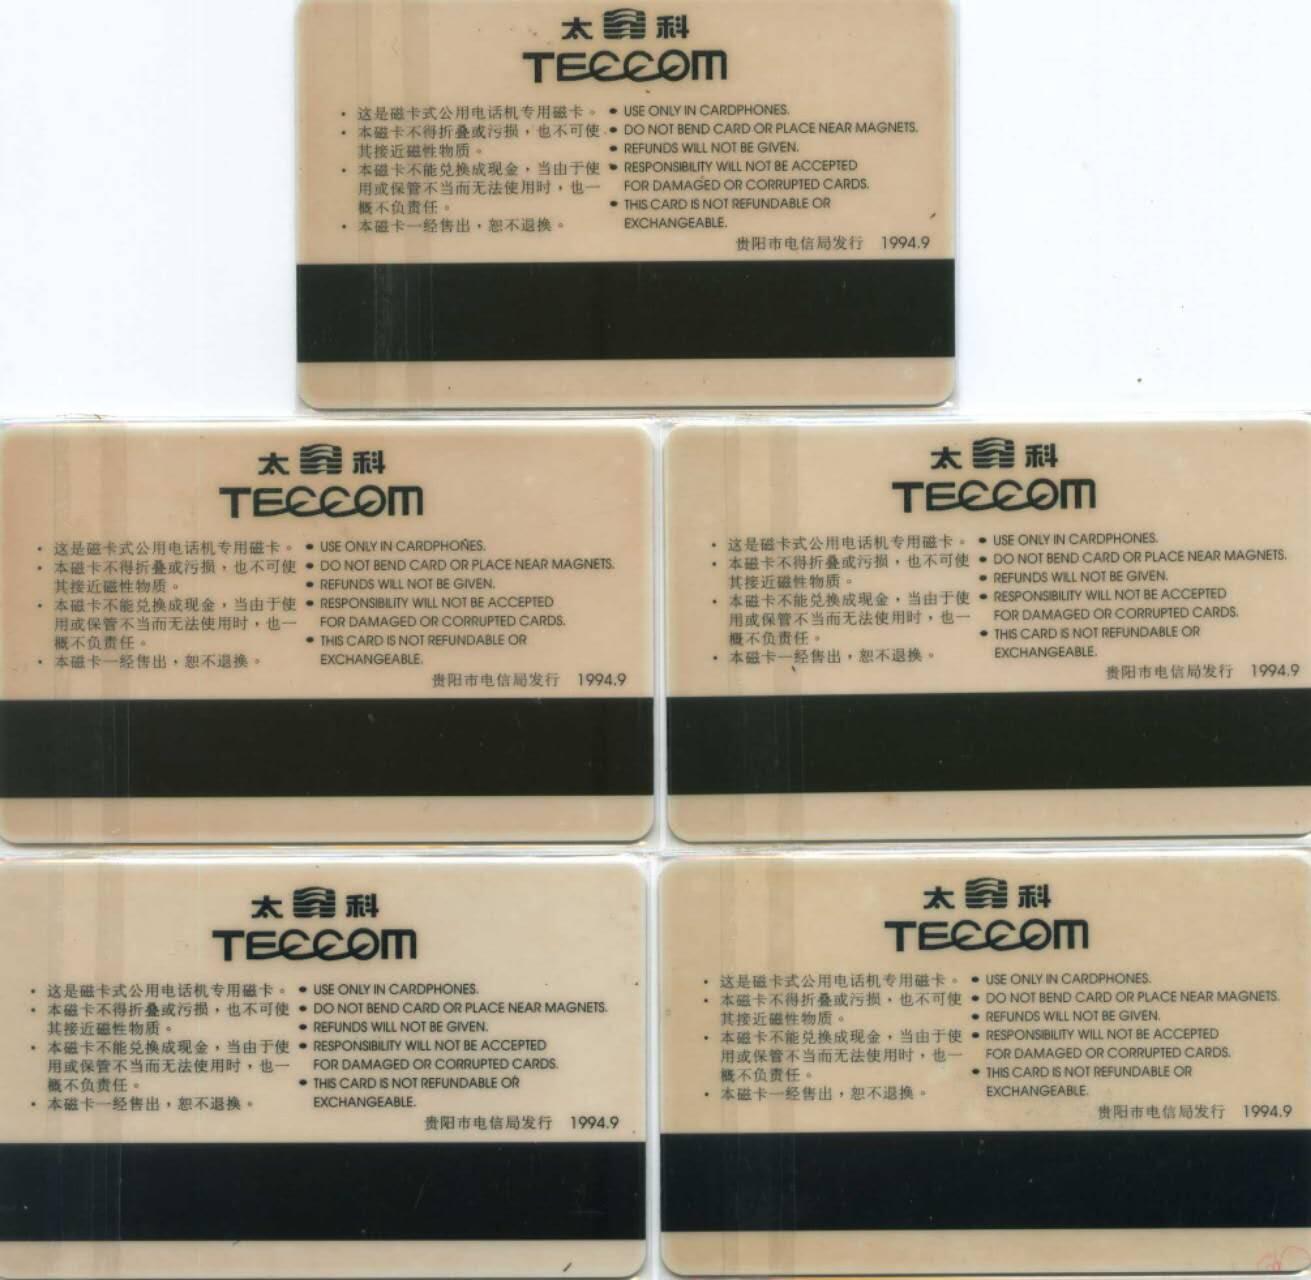 太 科
TECCOM
· 这是磁卡式公用电话机专用磁卡。
· 本磁卡不得折叠或污损，也不可使
其接近磁性物质。
· 本磁卡不能兑换成现金，当由于使
用或保管不当而无法使用时，也一
概不负责任。
· 本磁卡一经售出，恕不退换。
● USE ONLY IN CARDPHONES.
● DO NOT BEND CARD OR PLACE NEAR MAGNETS.
● REFUNDS WILL NOT BE GIVEN.
● RESPONSIBILITY WILL NOT BE ACCEPTED
FOR DAMAGED OR CORRUPTED CARDS.
● THIS CARD IS NOT REFUNDABLE OR
EXCHANGEABLE.
贵阳市电信局发行 1994.9
太 科
TECCOM
· 这是磁卡式公用电话机专用磁卡。
· 本磁卡不得折叠或污损，也不可使
其接近磁性物质。
· 本磁卡不能兑换成现金，当由于使
用或保管不当而无法使用时，也一
概不负责任。
· 本磁卡一经售出，恕不退换。
● USE ONLY IN CARDPHONES.
● DO NOT BEND CARD OR PLACE NEAR MAGNETS.
● REFUNDS WILL NOT BE GIVEN.
● RESPONSIBILITY WILL NOT BE ACCEPTED
FOR DAMAGED OR CORRUPTED CARDS.
● THIS CARD IS NOT REFUNDABLE OR
EXCHANGEABLE.
贵阳市电信局发行 1994.9
太 科
TECCOM
· 这是磁卡式公用电话机专用磁卡。
· 本磁卡不得折叠或污损，也不可使
其接近磁性物质。
· 本磁卡不能兑换成现金，当由于使
用或保管不当而无法使用时，也一
概不负责任。
· 本磁卡一经售出，恕不退换。
● USE ONLY IN CARDPHONES.
● DO NOT BEND CARD OR PLACE NEAR MAGNETS.
● REFUNDS WILL NOT BE GIVEN.
● RESPONSIBILITY WILL NOT BE ACCEPTED
FOR DAMAGED OR CORRUPTED CARDS.
● THIS CARD IS NOT REFUNDABLE OR
EXCHANGEABLE.
贵阳市电信局发行 1994.9
太 科
TECCOM
· 这是磁卡式公用电话机专用磁卡。
· 本磁卡不得折叠或污损，也不可使
其接近磁性物质。
· 本磁卡不能兑换成现金，当由于使
用或保管不当而无法使用时，也一
概不负责任。
· 本磁卡一经售出，恕不退换。
● USE ONLY IN CARDPHONES.
● DO NOT BEND CARD OR PLACE NEAR MAGNETS.
● REFUNDS WILL NOT BE GIVEN.
● RESPONSIBILITY WILL NOT BE ACCEPTED
FOR DAMAGED OR CORRUPTED CARDS.
● THIS CARD IS NOT REFUNDABLE OR
EXCHANGEABLE.
贵阳市电信局发行 1994.9
太 科
TECCOM
· 这是磁卡式公用电话机专用磁卡。
· 本磁卡不得折叠或污损，也不可使
其接近磁性物质。
· 本磁卡不能兑换成现金，当由于使
用或保管不当而无法使用时，也一
概不负责任。
· 本磁卡一经售出，恕不退换。
● USE ONLY IN CARDPHONES.
● DO NOT BEND CARD OR PLACE NEAR MAGNETS.
● REFUNDS WILL NOT BE GIVEN.
● RESPONSIBILITY WILL NOT BE ACCEPTED
FOR DAMAGED OR CORRUPTED CARDS.
● THIS CARD IS NOT REFUNDABLE OR
EXCHANGEABLE.
贵阳市电信局发行 1994.9